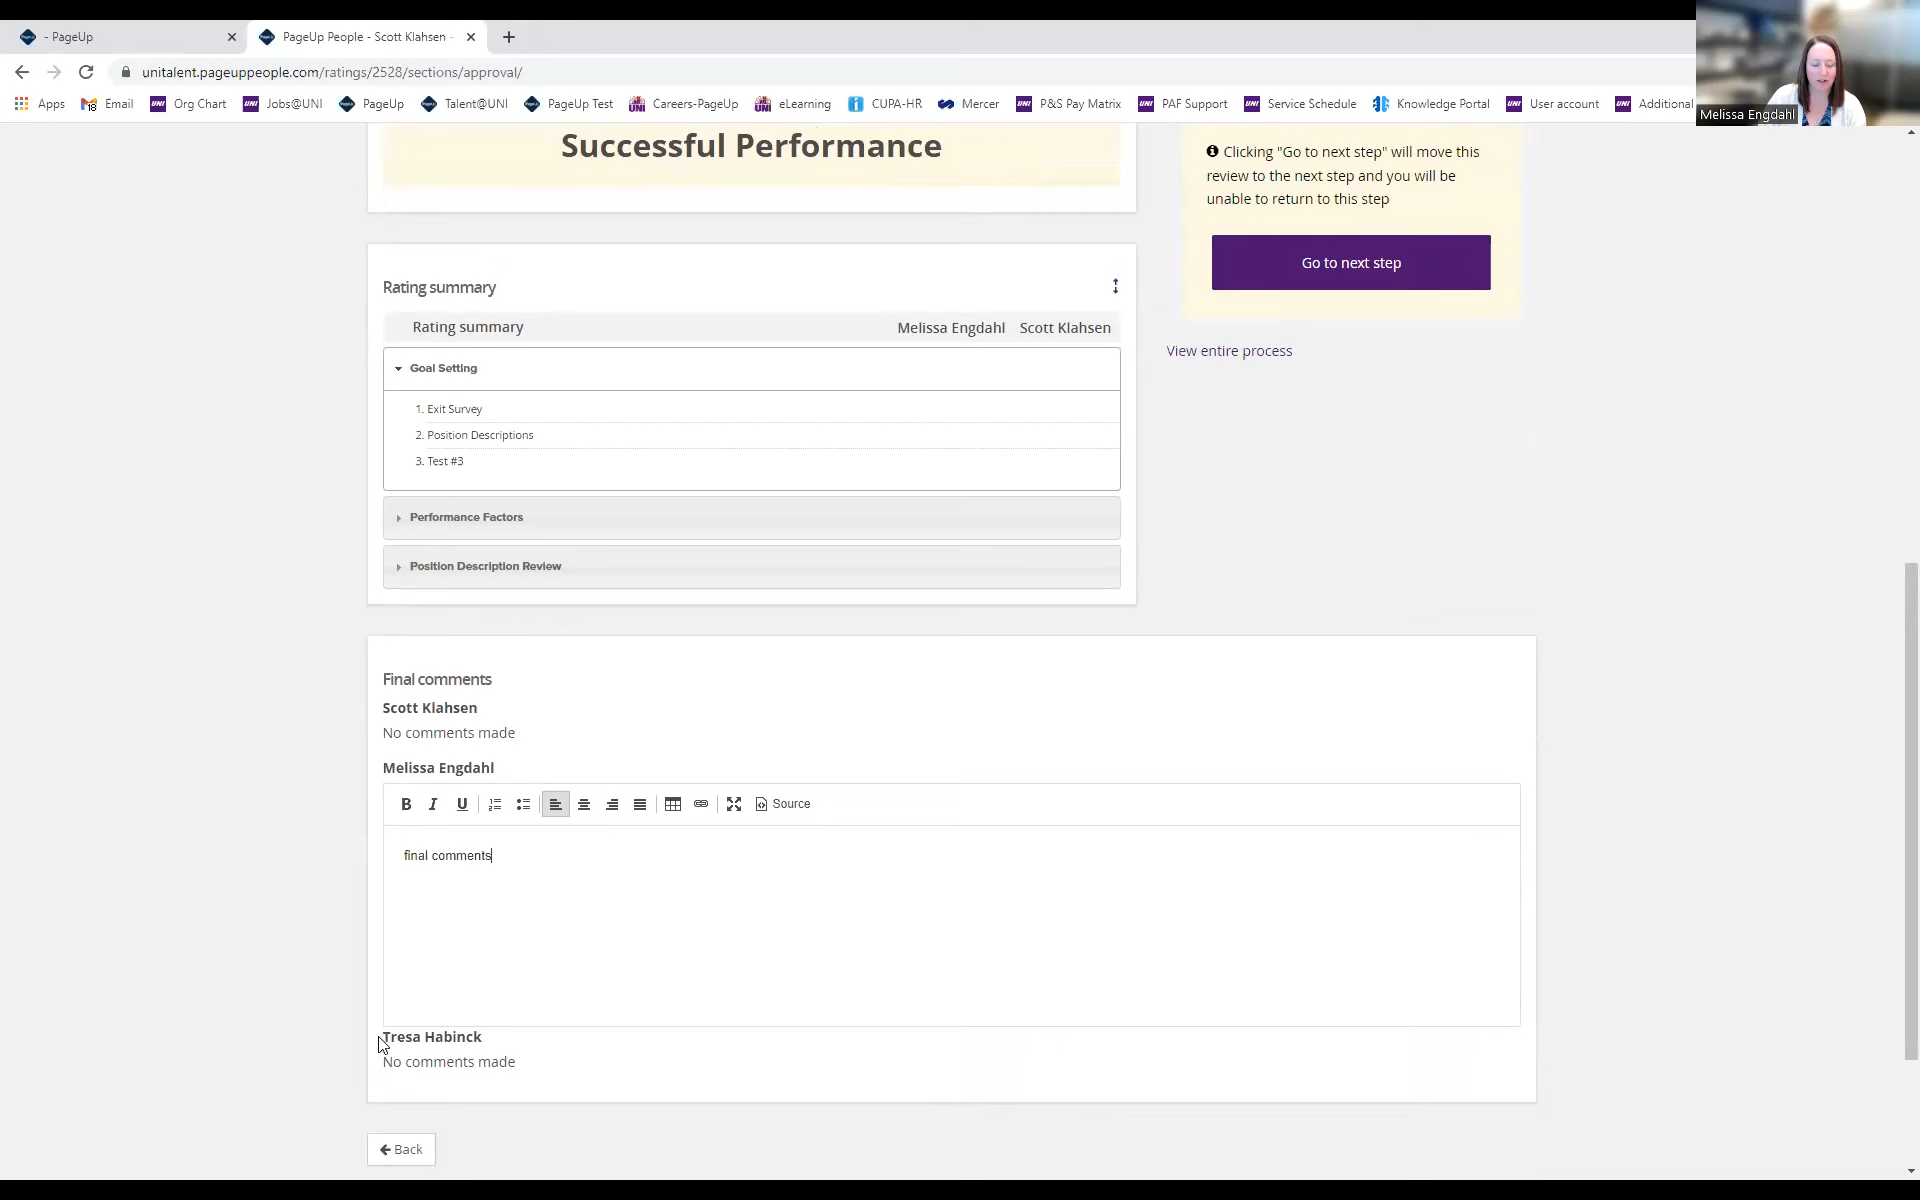 - PageUp
PageUp People - Scott Klahsen -
unitalent.pageuppeople.com/ratings/2528/sections/approval/
Apps Email Org Chart Jobs@UNI PageUp Talent@UNI PageUp Test Careers-PageUp eLearning CUPA-HR Mercer P&S Pay Matrix PAF Support Service Schedule Knowledge Portal User account Additional
Melissa Engdahl
Successful Performance
Clicking "Go to next step" will move this
review to the next step and you will be
unable to return to this step
Go to next step
View entire process
Rating summary
Rating summary Melissa Engdahl Scott Klahsen
Goal Setting
1. Exit Survey
2. Position Descriptions
3. Test #3
Performance Factors
Position Description Review
Final comments
Scott Klahsen
No comments made
Melissa Engdahl
B I U Source
final comments
Tresa Habinck
No comments made
Back